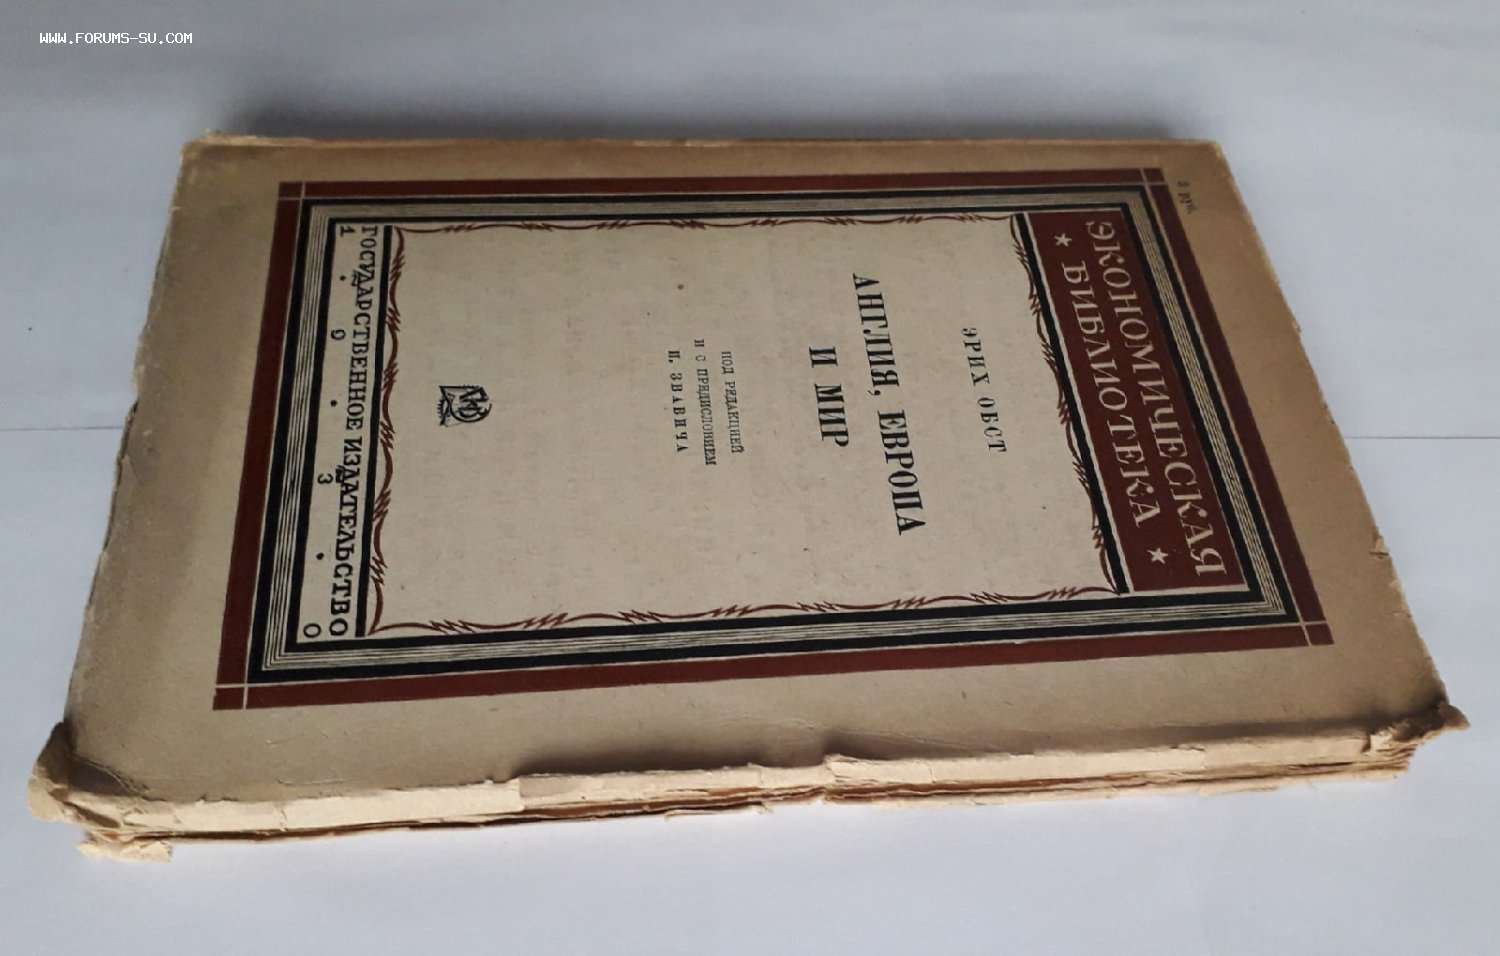 WWW.FORUMS-SU.COM
ЭКОНОМИЧЕСКАЯ
★ БИБЛИОТЕКА ★
ЭРИХ ОБСТ
АНГЛИЯ, ЕВРОПА
И МИР
ПОД РЕДАКЦИЕЙ
И С ПРЕДИСЛОВИЕМ
И. ЗВАВИЧА
ГОСУДАРСТВЕННОЕ ИЗДАТЕЛЬСТВО
1 · 9 · 3 · 0